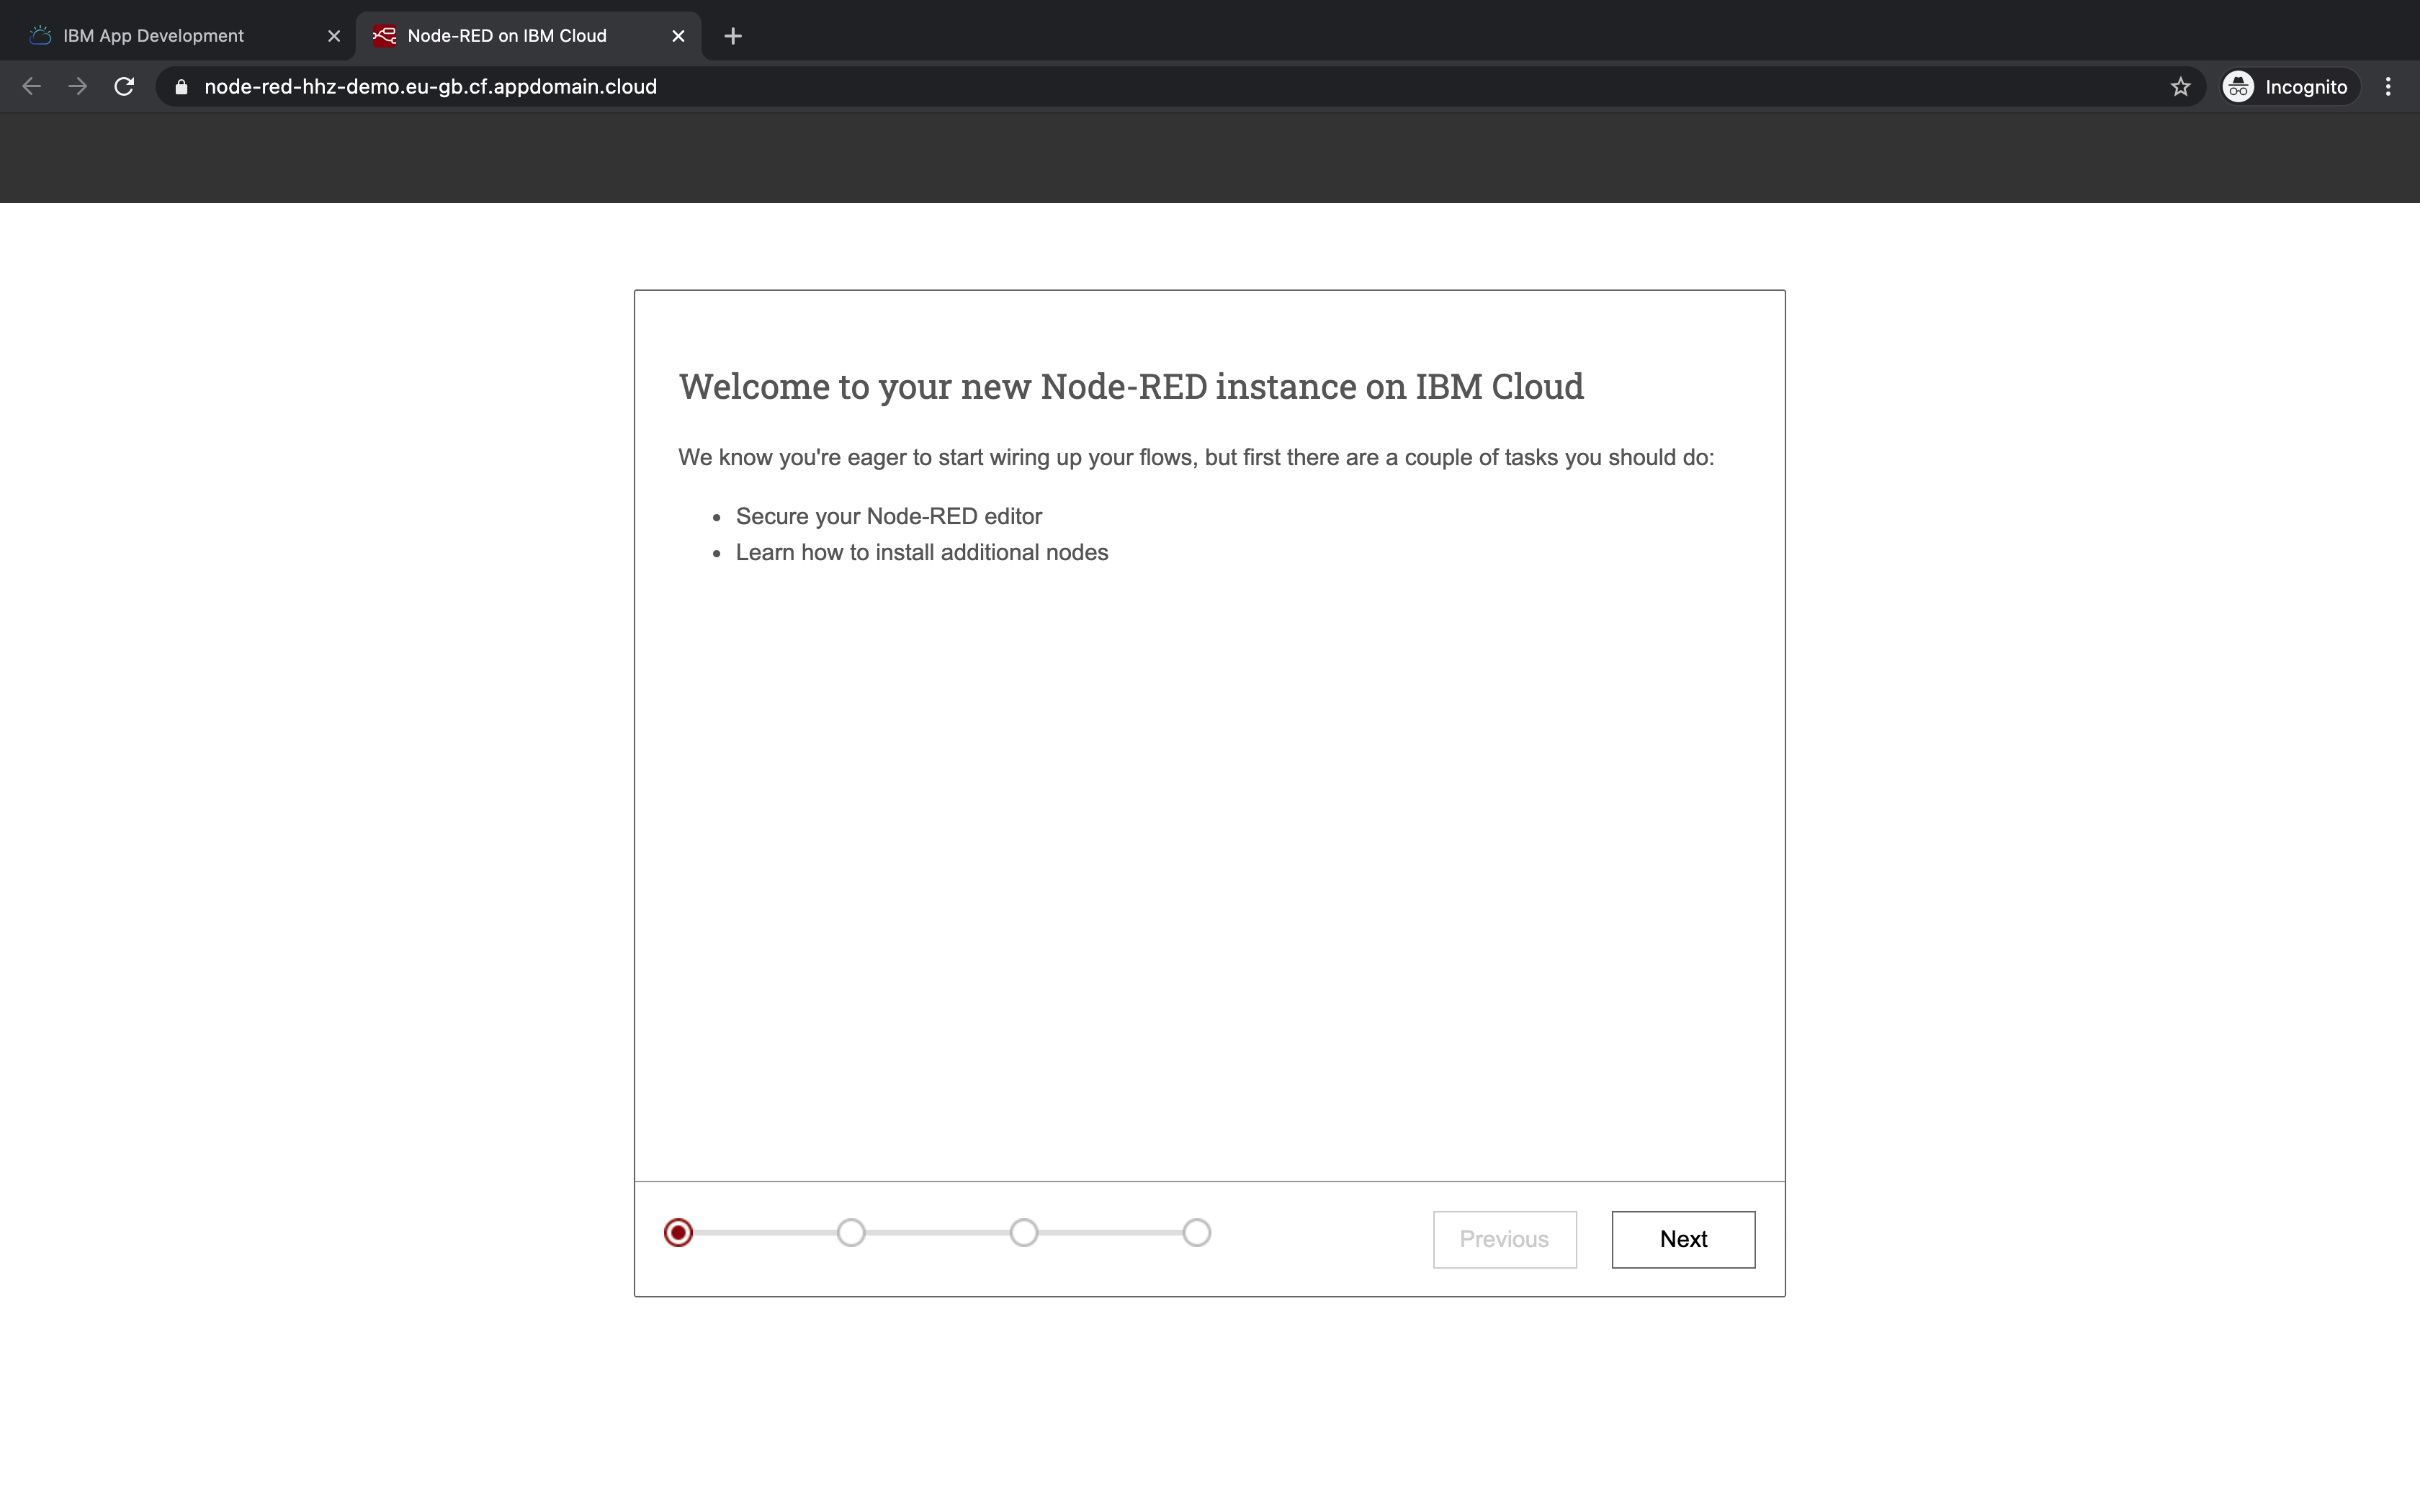 IBM App Development
Node-RED on IBM Cloud
node-red-hhz-demo.eu-gb.cf.appdomain.cloud
Incognito
Welcome to your new Node-RED instance on IBM Cloud
We know you're eager to start wiring up your flows, but first there are a couple of tasks you should do:
Secure your Node-RED editor
Learn how to install additional nodes
Previous
Next